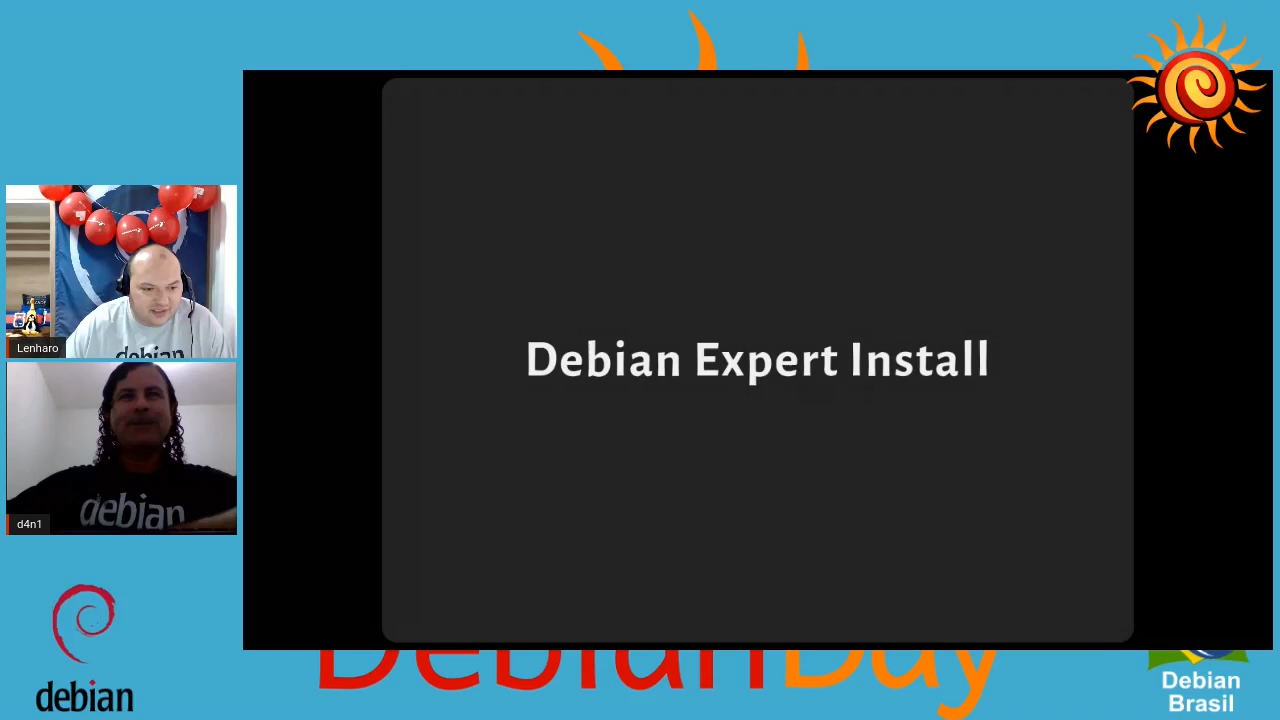 debian
Lenharo
debian
d4n1
Debian Expert Install
debian
DebianDay
Debian
Brasil